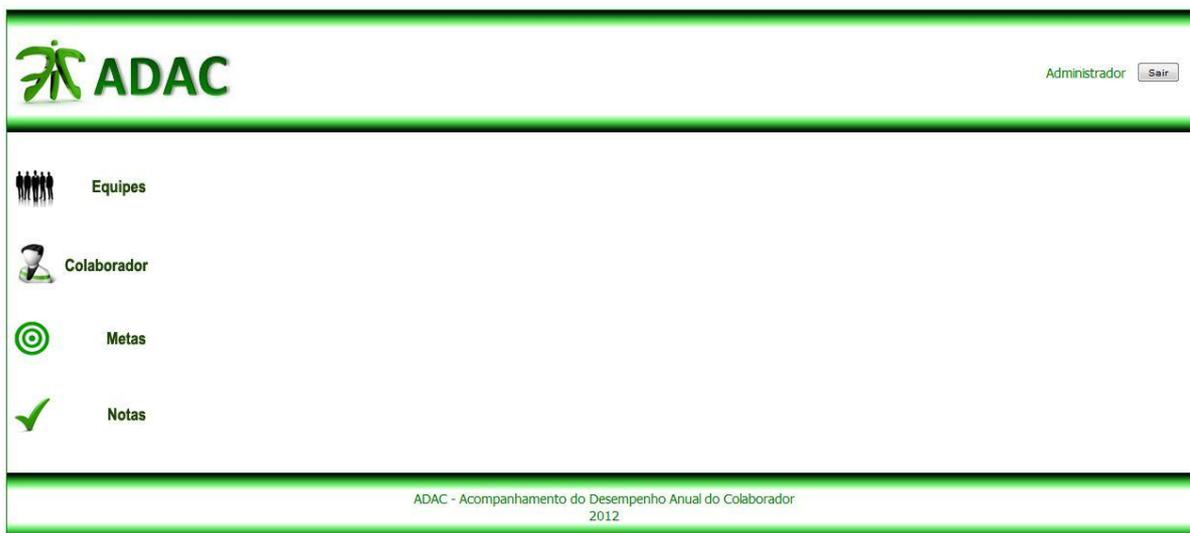 ADAC
Administrador Sair
Equipes
Colaborador
Metas
Notas
ADAC - Acompanhamento do Desempenho Anual do Colaborador
2012